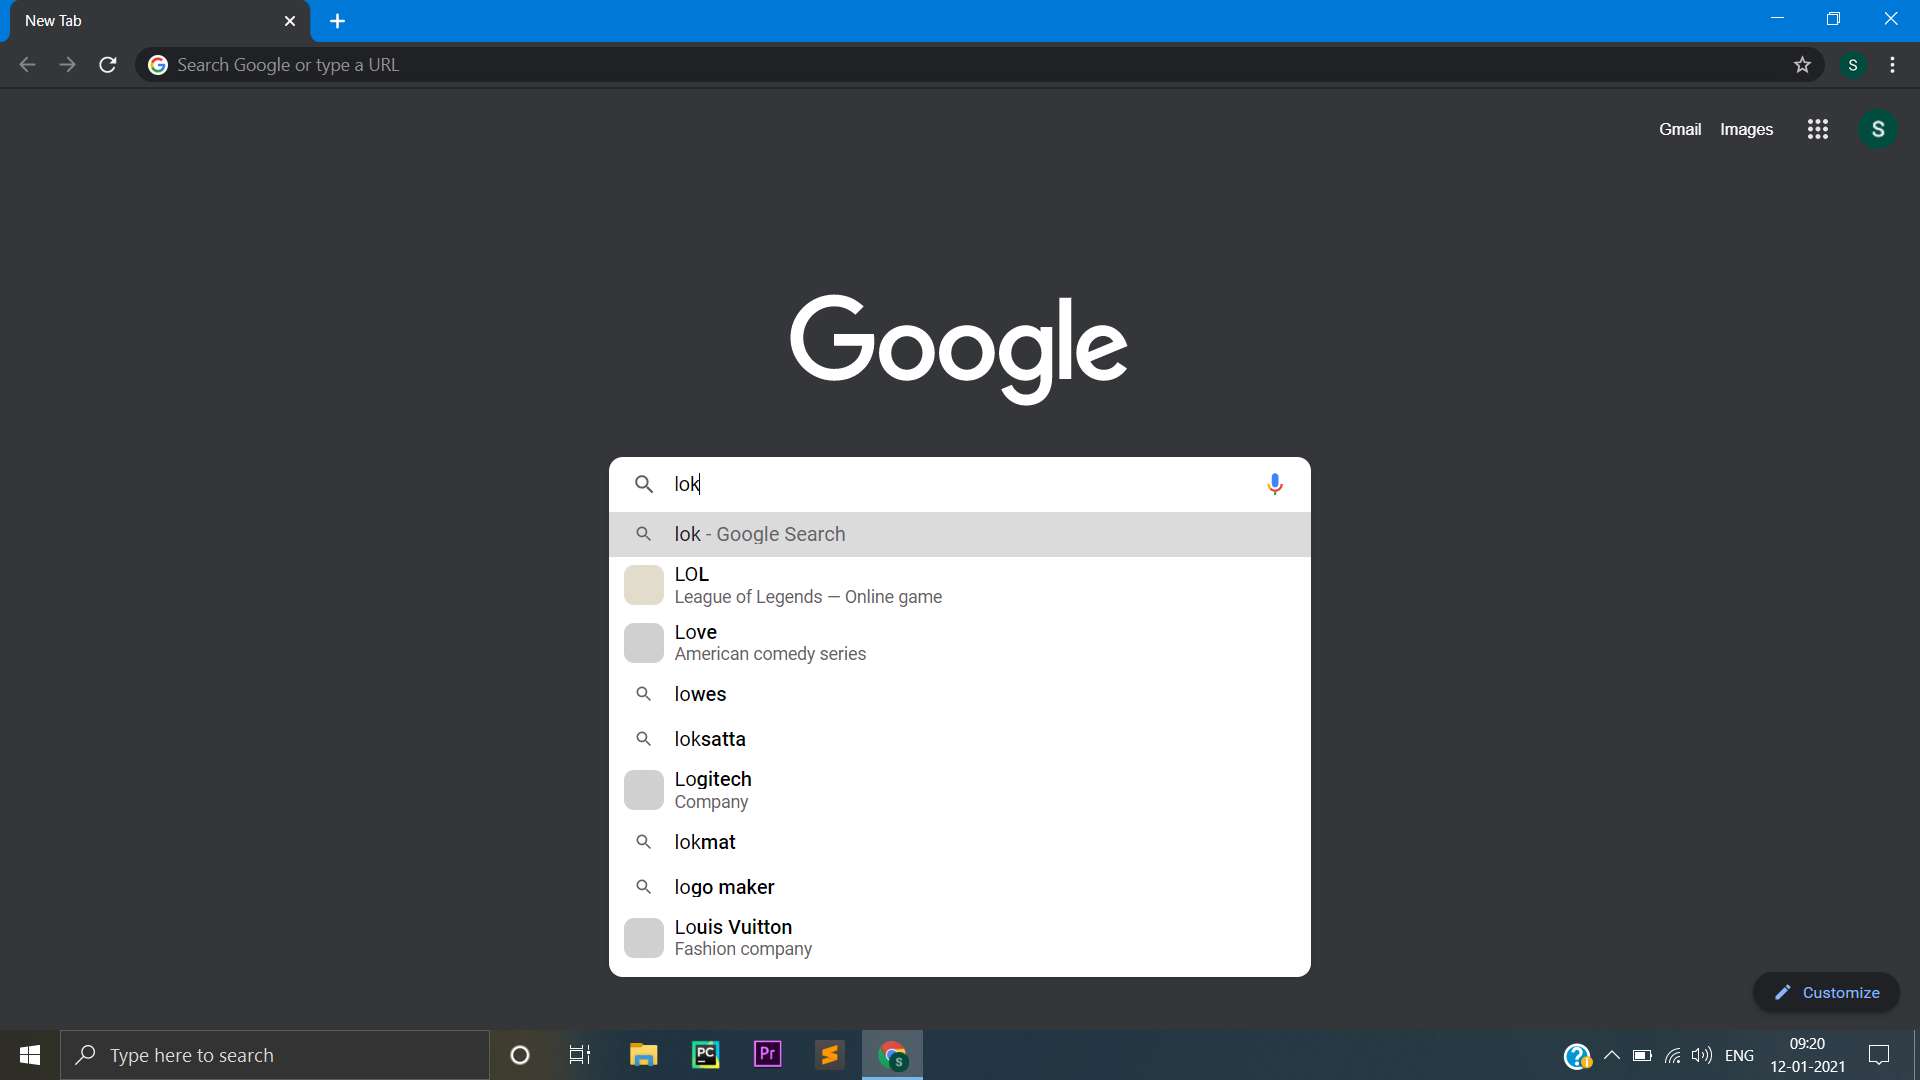 New Tab
Search Google or type a URL
S
Gmail Images
S
Google
lok
lok - Google Search
LOL
League of Legends — Online game
Love
American comedy series
lowes
loksatta
Logitech
Company
lokmat
logo maker
Louis Vuitton
Fashion company
Customize
Type here to search
PC
Pr
S
ENG
09:20
12-01-2021